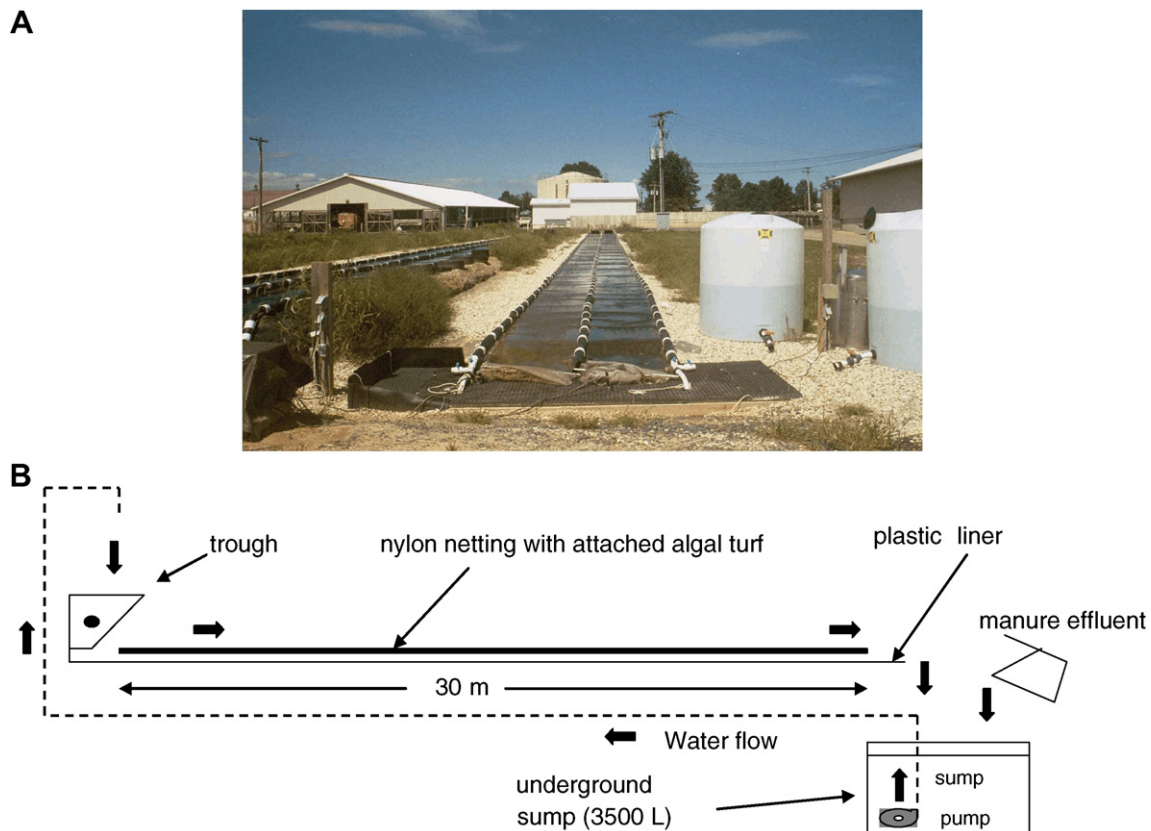 A
B
trough
nylon netting with attached algal turf
plastic liner
manure effluent
30 m
Water flow
underground
sump (3500 L)
sump
pump